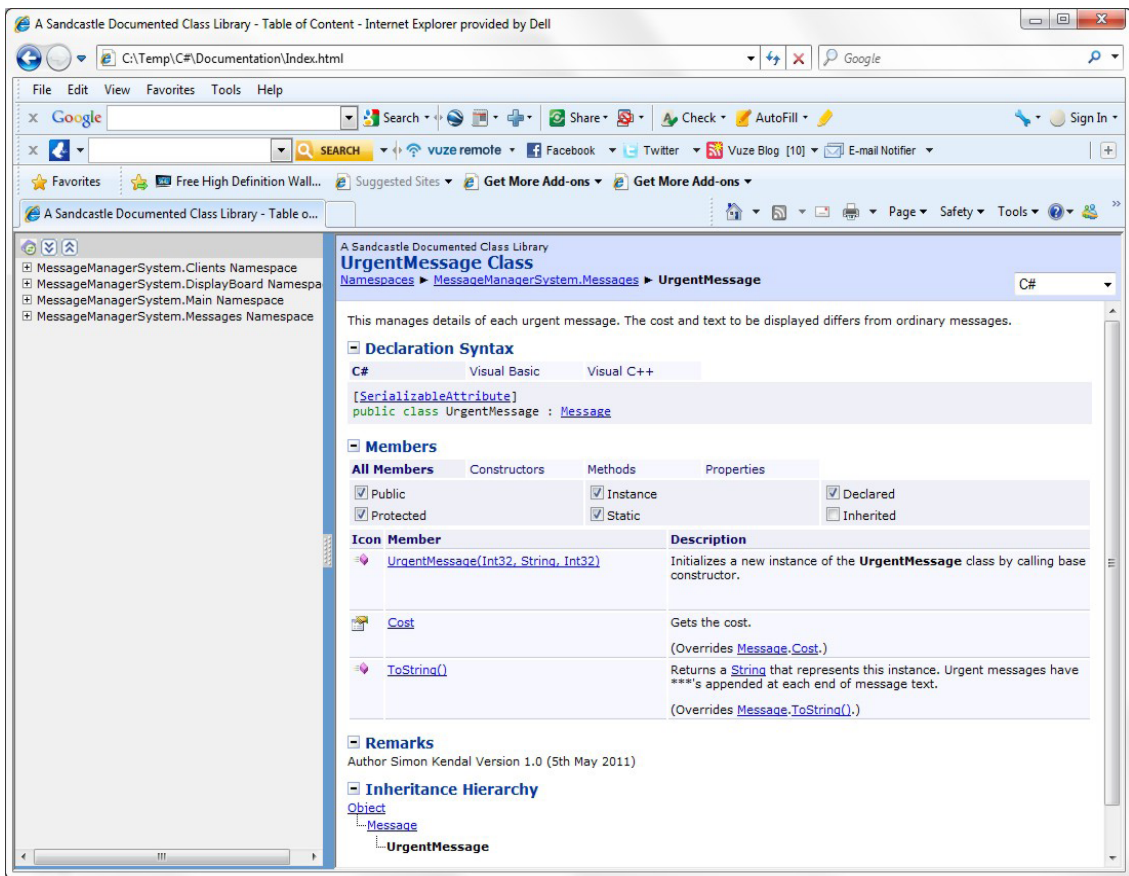 A Sandcastle Documented Class Library - Table of Content - Internet Explorer provided by Dell
C:\Temp\C#\Documentation\Index.html
Google
File Edit View Favorites Tools Help
x Google Search Share Check AutoFill Sign In
x SEARCH vuze remote Facebook Twitter Vuze Blog [10] E-mail Notifier
Favorites Free High Definition Wall... Suggested Sites Get More Add-ons Get More Add-ons
A Sandcastle Documented Class Library - Table o... Page Safety Tools
MessageManagerSystem.Clients Namespace
MessageManagerSystem.DisplayBoard Namespa
MessageManagerSystem.Main Namespace
MessageManagerSystem.Messages Namespace
A Sandcastle Documented Class Library
UrgentMessage Class
Namespaces ► MessageManagerSystem.Messages ► UrgentMessage
C#
This manages details of each urgent message. The cost and text to be displayed differs from ordinary messages.
Declaration Syntax
C# Visual Basic Visual C++
[SerializableAttribute]
public class UrgentMessage : Message
Members
All Members Constructors Methods Properties
Public Instance Declared
Protected Static Inherited
Icon Member Description
UrgentMessage(Int32, String, Int32) Initializes a new instance of the UrgentMessage class by calling base
constructor.
Cost Gets the cost.
(Overrides Message.Cost.)
ToString() Returns a String that represents this instance. Urgent messages have
***'s appended at each end of message text.
(Overrides Message.ToString().)
Remarks
Author Simon Kendal Version 1.0 (5th May 2011)
Inheritance Hierarchy
Object
Message
UrgentMessage